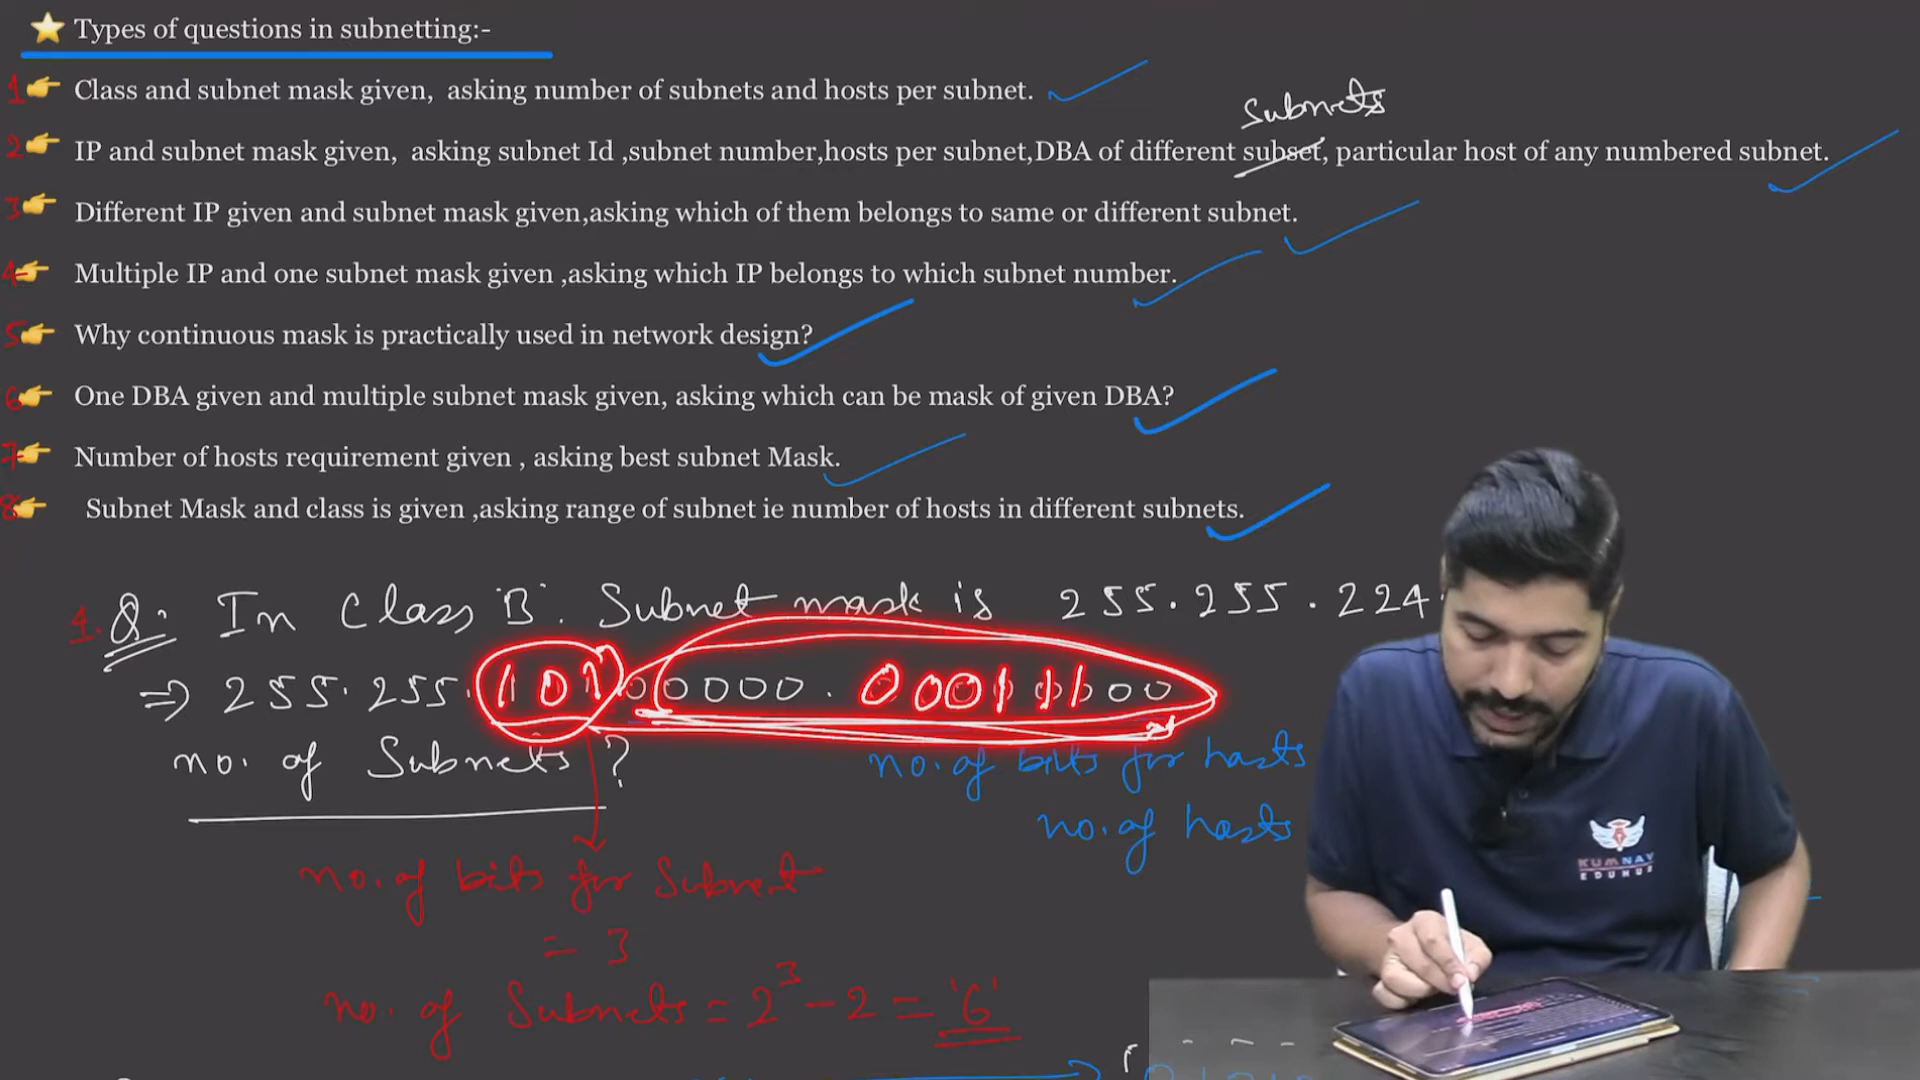 Types of questions in subnetting:-
1 Class and subnet mask given, asking number of subnets and hosts per subnet.
subnets
2 IP and subnet mask given, asking subnet Id ,subnet number,hosts per subnet,DBA of different subset, particular host of any numbered subnet.
3 Different IP given and subnet mask given,asking which of them belongs to same or different subnet.
4 Multiple IP and one subnet mask given ,asking which IP belongs to which subnet number.
5 Why continuous mask is practically used in network design?
6 One DBA given and multiple subnet mask given, asking which can be mask of given DBA?
7 Number of hosts requirement given , asking best subnet Mask.
8 Subnet Mask and class is given ,asking range of subnet ie number of hosts in different subnets.
1. Q: In Class 'B'. Subnet mask is 255.255.224.
=> 255.255.
no. of Subnets ?
no. of bits for hosts
no. of hosts
no. of bits for Subnet
= 3
no. of Subnets = 2³ - 2 = '6'
KUMNAV
EDUHUB